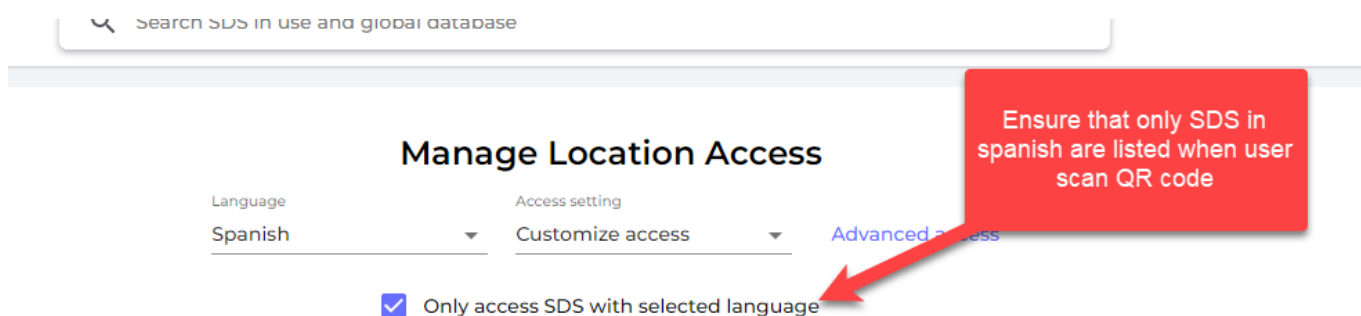 Search SDS in use and global database
Ensure that only SDS in
spanish are listed when user
scan QR code
Manage Location Access
Language
Access setting
Spanish
Customize access
Advanced access
Only access SDS with selected language